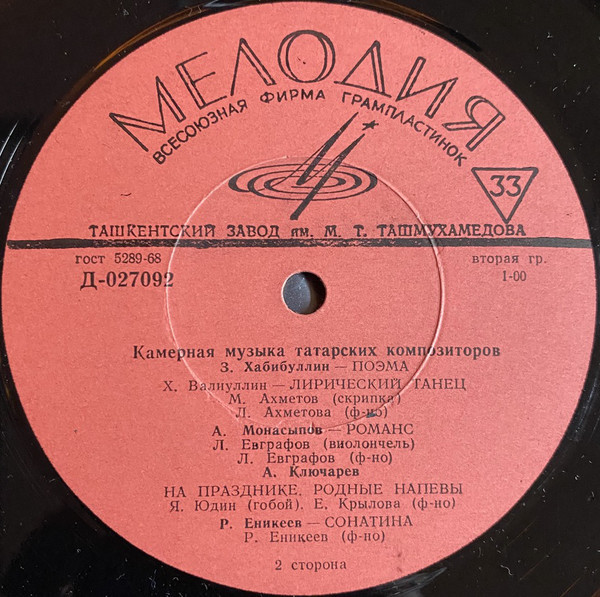 МЕЛОДИЯ
ВСЕСОЮЗНАЯ ФИРМА ГРАМПЛАСТИНОК
33
ТАШКЕНТСКИЙ ЗАВОД им. М. Т. ТАШМУХАМЕДОВА
гост 5289-68
вторая гр.
Д-027092
1-00
Камерная музыка татарских композиторов
З. Хабибуллин — ПОЭМА
Х. Валиуллин — ЛИРИЧЕСКИЙ ТАНЕЦ
М. Ахметов (скрипка)
Л. Ахметова (ф-но)
А. Монасыпов — РОМАНС
Л. Евграфов (виолончель)
Л. Евграфов (ф-но)
А. Ключарев
НА ПРАЗДНИКЕ, РОДНЫЕ НАПЕВЫ
Я. Юдин (гобой), Е. Крылова (ф-но)
Р. Еникеев — СОНАТИНА
Р. Еникеев (ф-но)
2 сторона